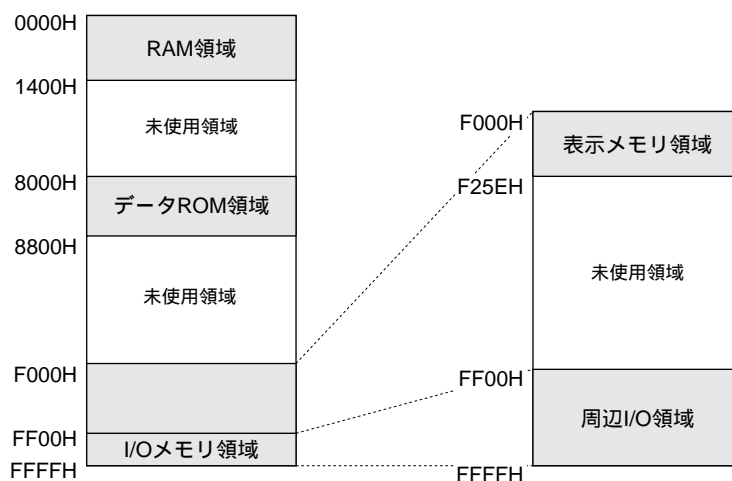 0000H
RAM領域
1400H
未使用領域
8000H
データROM領域
8800H
未使用領域
F000H
FF00H
I/Oメモリ領域
FFFFH
F000H
表示メモリ領域
F25EH
未使用領域
FF00H
周辺I/O領域
FFFFH